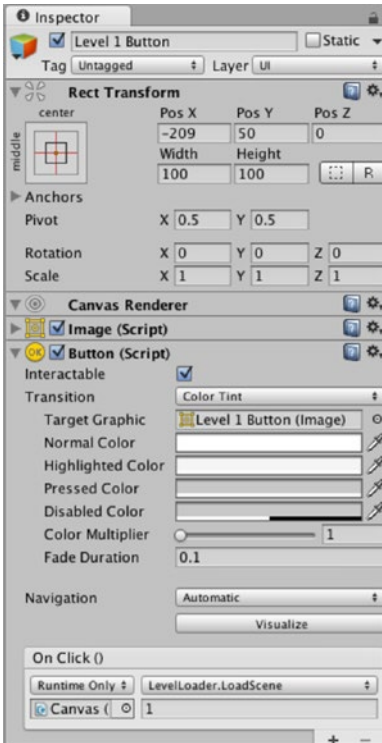 Inspector
Level 1 Button Static
Tag Untagged Layer UI
Rect Transform
center Pos X Pos Y Pos Z
middle -209 50 0
Width Height
100 100 R
Anchors
Pivot X 0.5 Y 0.5
Rotation X 0 Y 0 Z 0
Scale X 1 Y 1 Z 1
Canvas Renderer
Image (Script)
OK Button (Script)
Interactable
Transition Color Tint
Target Graphic Level 1 Button (Image)
Normal Color
Highlighted Color
Pressed Color
Disabled Color
Color Multiplier 1
Fade Duration 0.1
Navigation Automatic
Visualize
On Click ()
Runtime Only LevelLoader.LoadScene
Canvas ( 1
+ −